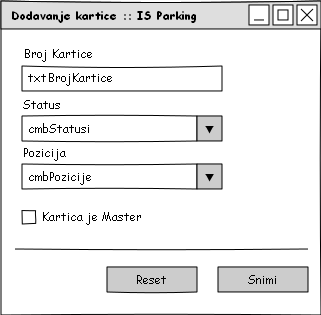 Dodavanje kartice :: IS Parking
Broj Kartice
txtBrojKartice
Status
cmbStatusi
Pozicija
cmbPozicije
Kartica je Master
Reset
Snimi